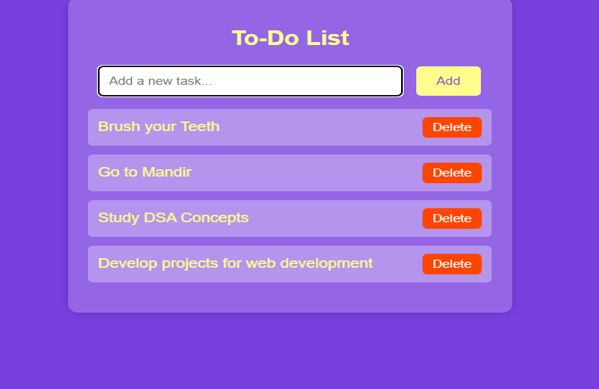 To-Do List
Add a new task...
Add
Brush your Teeth
Delete
Go to Mandir
Delete
Study DSA Concepts
Delete
Develop projects for web development
Delete